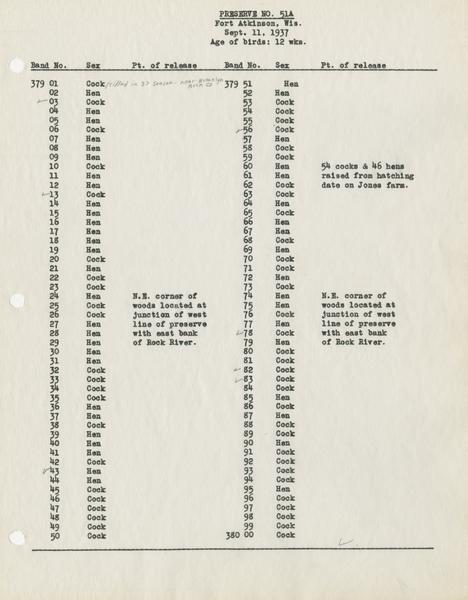 PRESERVE NO. 51A
Fort Atkinson, Wis.
Sept. 11, 1937
Age of birds: 12 wks.
Band No. Sex Pt. of release Band No. Sex Pt. of release
379 01 Cock killed in 37 season - near 379 51 Hen
02 Hen 52 Hen
03 Cock 53 Cock
04 Hen 54 Cock
05 Hen 55 Cock
06 Cock 56 Cock
07 Hen 57 Hen
08 Hen 58 Cock
09 Hen 59 Cock
10 Cock 60 Hen 54 cocks & 46 hens
11 Hen 61 Hen raised from hatching
12 Hen 62 Cock date on Jones farm.
13 Cock 63 Cock
14 Hen 64 Hen
15 Hen 65 Cock
16 Hen 66 Hen
17 Hen 67 Hen
18 Hen 68 Cock
19 Hen 69 Hen
20 Cock 70 Cock
21 Hen 71 Cock
22 Cock 72 Hen
23 Cock 73 Cock
24 Hen N.E. corner of 74 Hen N.E. corner of
25 Cock woods located at 75 Hen woods located at
26 Cock junction of west 76 Cock junction of west
27 Hen line of preserve 77 Hen line of preserve
28 Hen with east bank 78 Cock with east bank
29 Hen of Rock River. 79 Hen of Rock River.
30 Hen 80 Cock
31 Hen 81 Cock
32 Cock 82 Cock
33 Cock 83 Cock
34 Cock 84 Cock
35 Cock 85 Hen
36 Hen 86 Cock
37 Hen 87 Hen
38 Cock 88 Cock
39 Hen 89 Cock
40 Hen 90 Hen
41 Hen 91 Cock
42 Cock 92 Cock
43 Hen 93 Cock
44 Hen 94 Cock
45 Cock 95 Hen
46 Cock 96 Cock
47 Cock 97 Cock
48 Cock 98 Cock
49 Cock 99 Cock
50 Cock 380 00 Cock